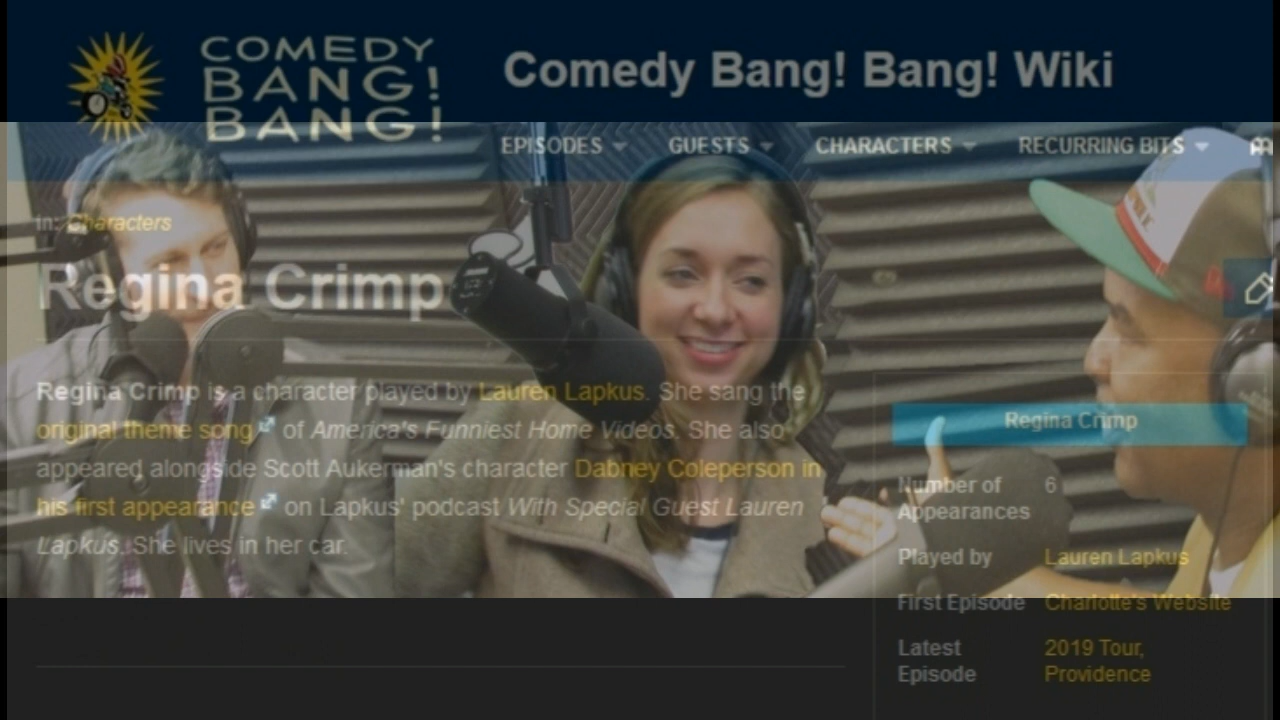 COMEDY
BANG!
BANG!
Comedy Bang! Bang! Wiki
EPISODES
GUESTS
CHARACTERS
RECURRING BITS
in: Characters
Regina Crimp
Regina Crimp is a character played by Lauren Lapkus. She sang the
original theme song of America's Funniest Home Videos. She also
appeared alongside Scott Aukerman's character Dabney Coleperson in
his first appearance on Lapkus' podcast With Special Guest Lauren
Lapkus. She lives in her car.
Regina Crimp
Number of 6
Appearances
Played by Lauren Lapkus
First Episode Charlotte's Website
Latest 2019 Tour,
Episode Providence